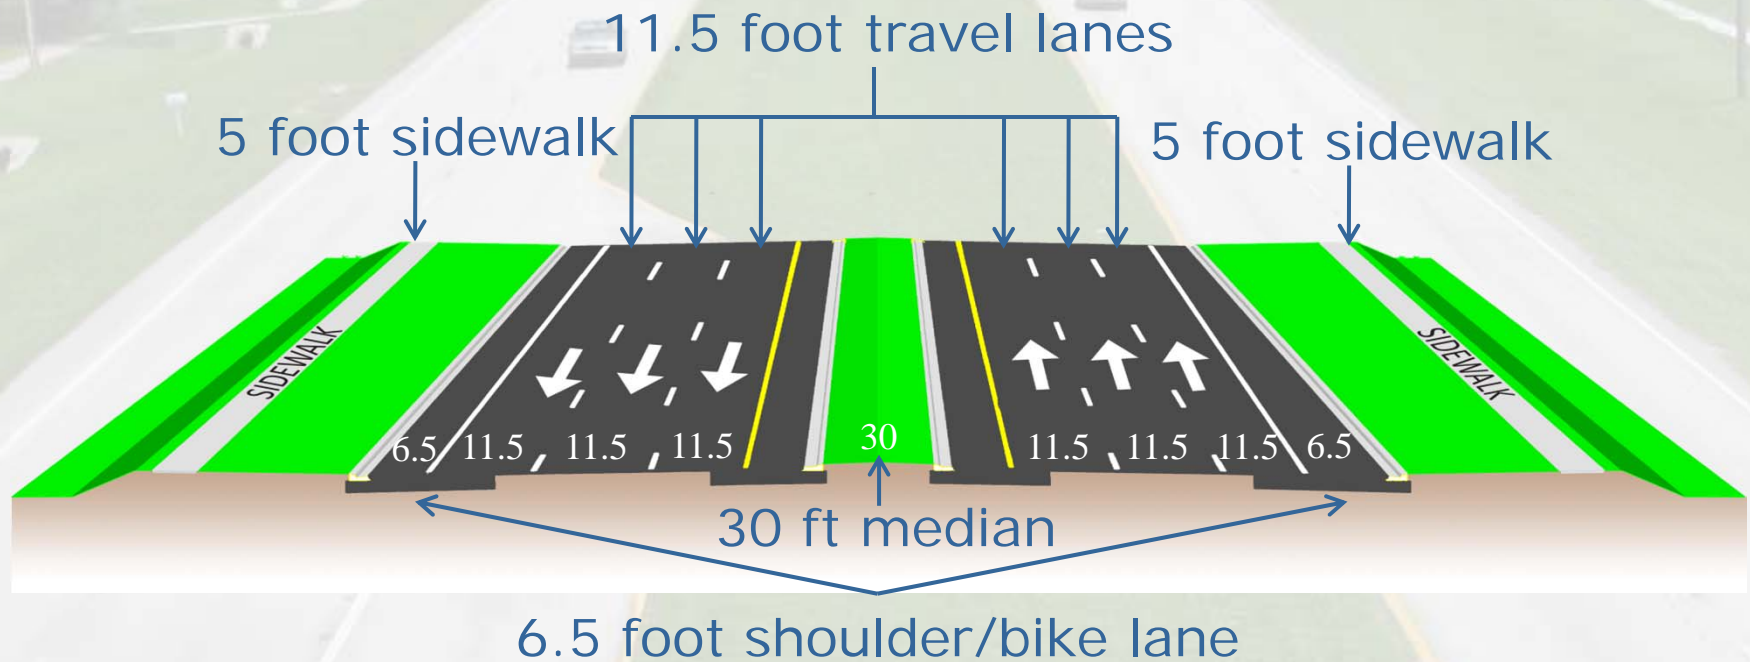 11.5 foot travel lanes
5 foot sidewalk
5 foot sidewalk
SIDEWALK
SIDEWALK
6.5 11.5 11.5 11.5 30 11.5 11.5 11.5 6.5
30 ft median
6.5 foot shoulder/bike lane